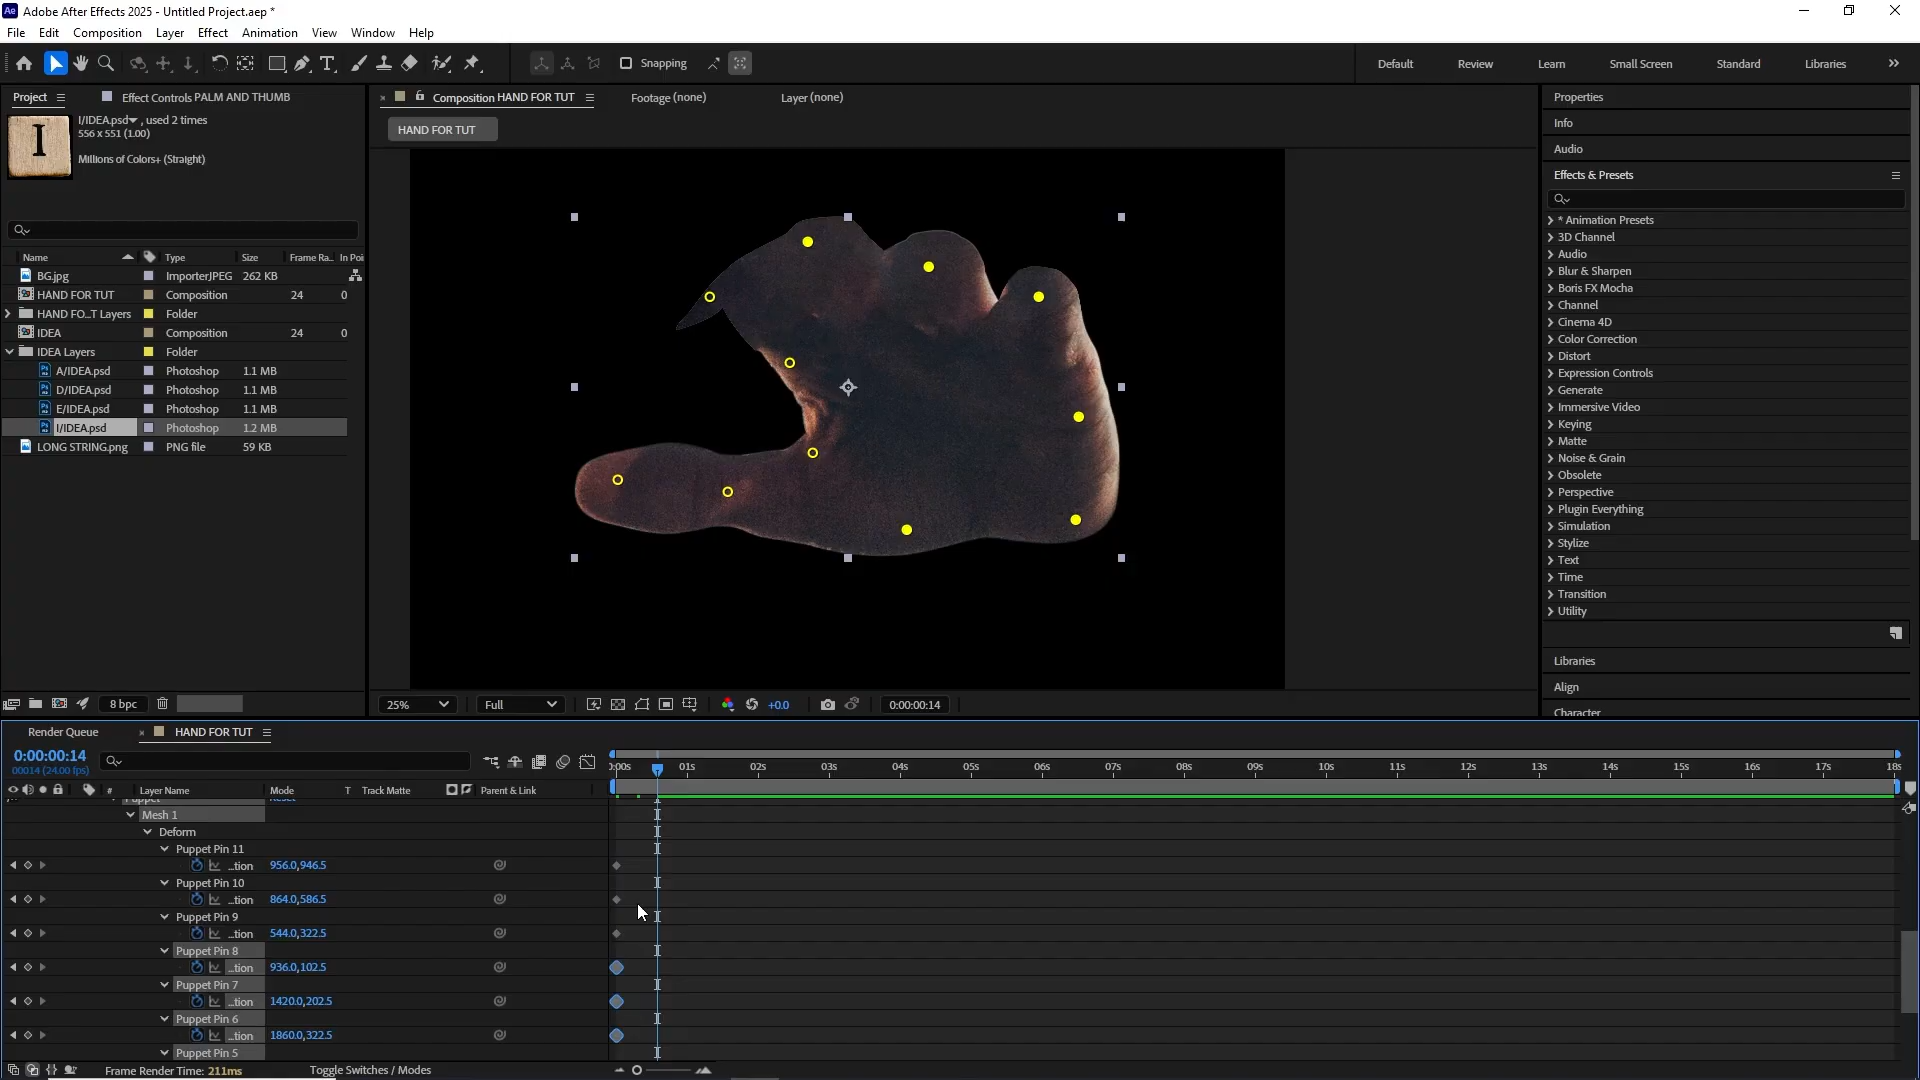 Ae Adobe After Effects 2025 - Untitled Project.aep *
File Edit Composition Layer Effect Animation View Window Help
Snapping
Default Review Learn Small Screen Standard Libraries
Project Effect Controls PALM AND THUMB
Composition HAND FOR TUT Footage (none) Layer (none)
HAND FOR TUT
I/IDEA.psd , used 2 times
556 x 551 (1.00)
Millions of Colors+ (Straight)
I
Name Type Size Frame Ra... In Poi
BG.jpg ImporterJPEG 262 KB
HAND FOR TUT Composition 24 0
HAND FO...T Layers Folder
IDEA Composition 24 0
IDEA Layers Folder
A/IDEA.psd Photoshop 1.1 MB
D/IDEA.psd Photoshop 1.1 MB
E/IDEA.psd Photoshop 1.1 MB
I/IDEA.psd Photoshop 1.2 MB
LONG STRING.png PNG file 59 KB
8 bpc
25% Full +0.0 0:00:00:14
Properties
Info
Audio
Effects & Presets
* Animation Presets
3D Channel
Audio
Blur & Sharpen
Boris FX Mocha
Channel
Cinema 4D
Color Correction
Distort
Expression Controls
Generate
Immersive Video
Keying
Matte
Noise & Grain
Obsolete
Perspective
Plugin Everything
Simulation
Stylize
Text
Time
Transition
Utility
Libraries
Align
Character
Render Queue HAND FOR TUT
0:00:00:14
00014 (24.00 fps)
0:00s 01s 02s 03s 04s 05s 06s 07s 08s 09s 10s 11s 12s 13s 14s 15s 16s 17s 18s
# Layer Name Mode T Track Matte Parent & Link
Puppet Reset
Mesh 1
Deform
Puppet Pin 11
...tion 956.0,946.5
Puppet Pin 10
...tion 864.0,586.5
Puppet Pin 9
...tion 544.0,322.5
Puppet Pin 8
...tion 936.0,102.5
Puppet Pin 7
...tion 1420.0,202.5
Puppet Pin 6
...tion 1860.0,322.5
Puppet Pin 5
Frame Render Time: 211ms Toggle Switches / Modes